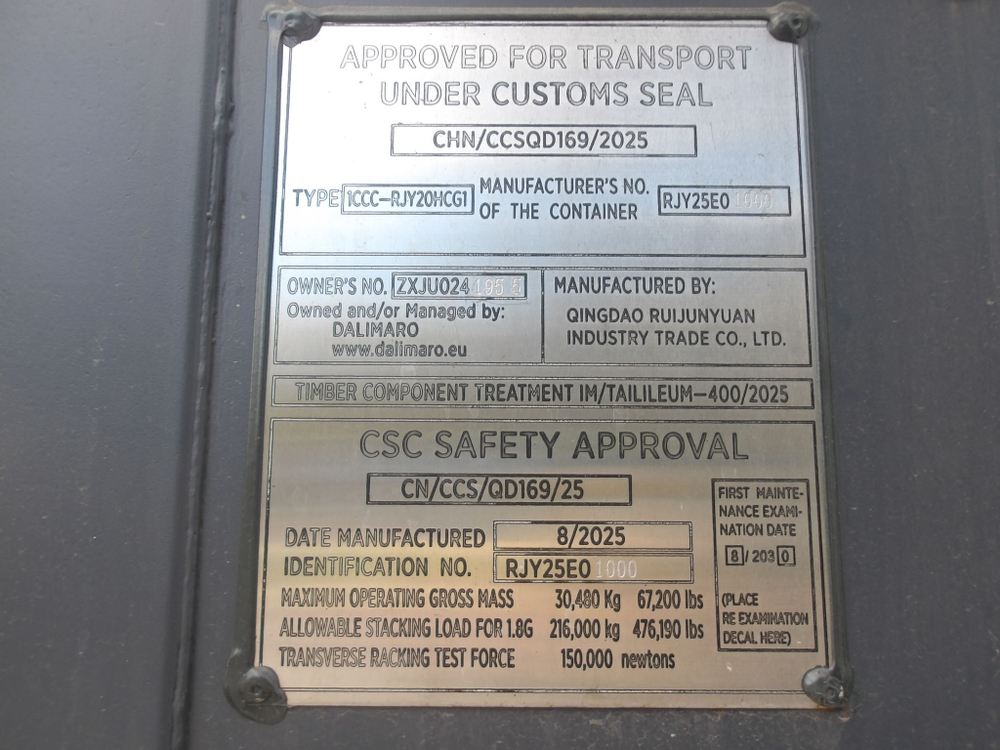 APPROVED FOR TRANSPORT
UNDER CUSTOMS SEAL
CHN/CCSQD169/2025
TYPE 1CCC-RJY20HCG1 MANUFACTURER'S NO. OF THE CONTAINER RJY25E01000
OWNER'S NO. ZXJU024195 5
Owned and/or Managed by:
DALIMARO
www.dalimaro.eu
MANUFACTURED BY:
QINGDAO RUIJUNYUAN
INDUSTRY TRADE CO., LTD.
TIMBER COMPONENT TREATMENT IM/TAILILEUM-400/2025
CSC SAFETY APPROVAL
CN/CCS/QD169/25
DATE MANUFACTURED 8/2025
IDENTIFICATION NO. RJY25E01000
MAXIMUM OPERATING GROSS MASS 30,480 Kg 67,200 lbs
ALLOWABLE STACKING LOAD FOR 1.8G 216,000 kg 476,190 lbs
TRANSVERSE RACKING TEST FORCE 150,000 newtons
FIRST MAINTE-
NANCE EXAMI-
NATION DATE
8/2030
(PLACE
RE EXAMINATION
DECAL HERE)